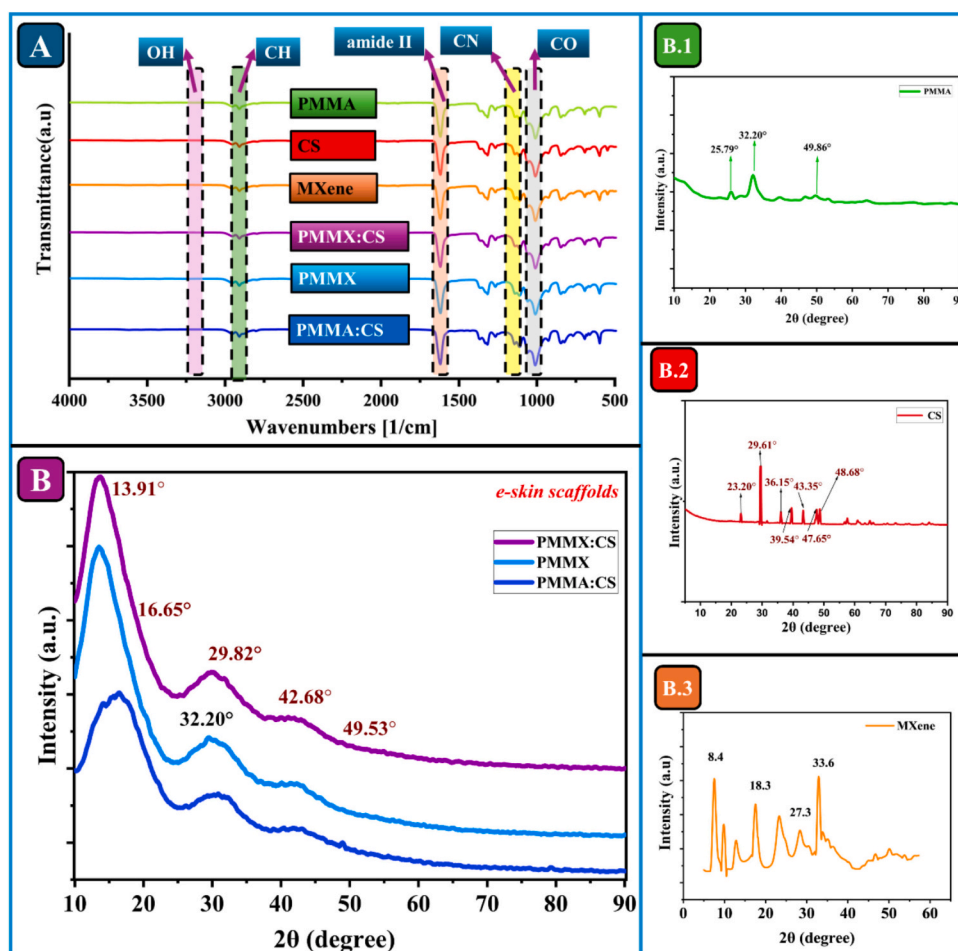 A
OH
CH
amide II
CN
CO
PMMA
CS
MXene
PMMX:CS
PMMX
PMMA:CS
Transmittance(a.u
4000 3500 3000 2500 2000 1500 1000 500
Wavenumbers [1/cm]
B
13.91°
16.65°
29.82°
32.20°
42.68°
49.53°
e-skin scaffolds
PMMX:CS
PMMX
PMMA:CS
Intensity (a.u.)
10 20 30 40 50 60 70 80 90
2θ (degree)
B.1
PMMA
25.79°
32.20°
49.86°
Intensity (a.u.)
10 20 30 40 50 60 70 80 90
2θ (degree)
B.2
CS
29.61°
23.20°
36.15°
43.35°
48.68°
39.54°
47.65°
Intensity (a.u.)
10 20 30 40 50 60 70 80 90
2θ (degree)
B.3
MXene
8.4
18.3
27.3
33.6
Intensity (a.u)
0 10 20 30 40 50 60
2θ (degree)